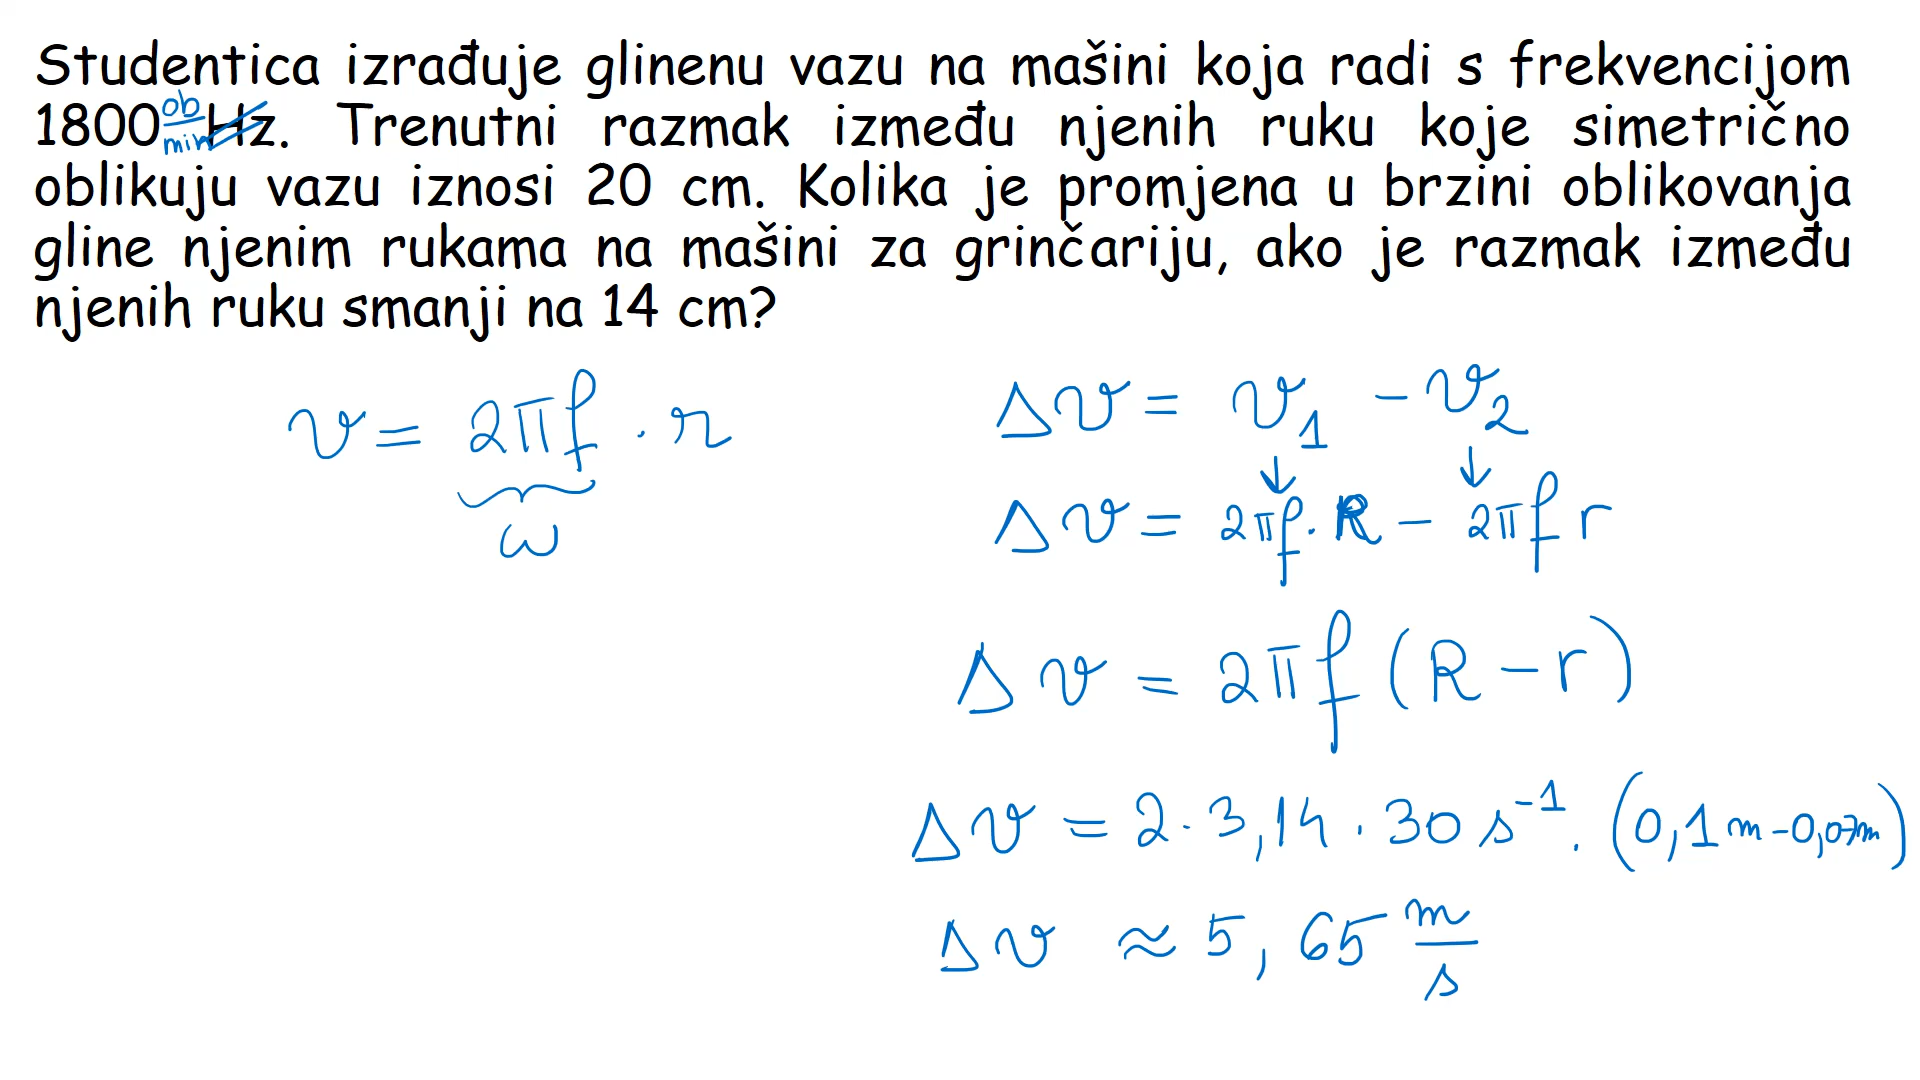 Studentica izrađuje glinenu vazu na mašini koja radi s frekvencijom
1800 ob/min Hz. Trenutni razmak između njenih ruku koje simetrično
oblikuju vazu iznosi 20 cm. Kolika je promjena u brzini oblikovanja
gline njenim rukama na mašini za grinčariju, ako je razmak između
njenih ruku smanji na 14 cm?
v = 2πf · r
ω
Δv = v₁ - v₂
↓ ↓
Δv = 2πf · R - 2πf r
Δv = 2πf (R - r)
Δv = 2 · 3,14 · 30 s⁻¹ · (0,1 m - 0,07m)
Δv ≈ 5,65 m/s